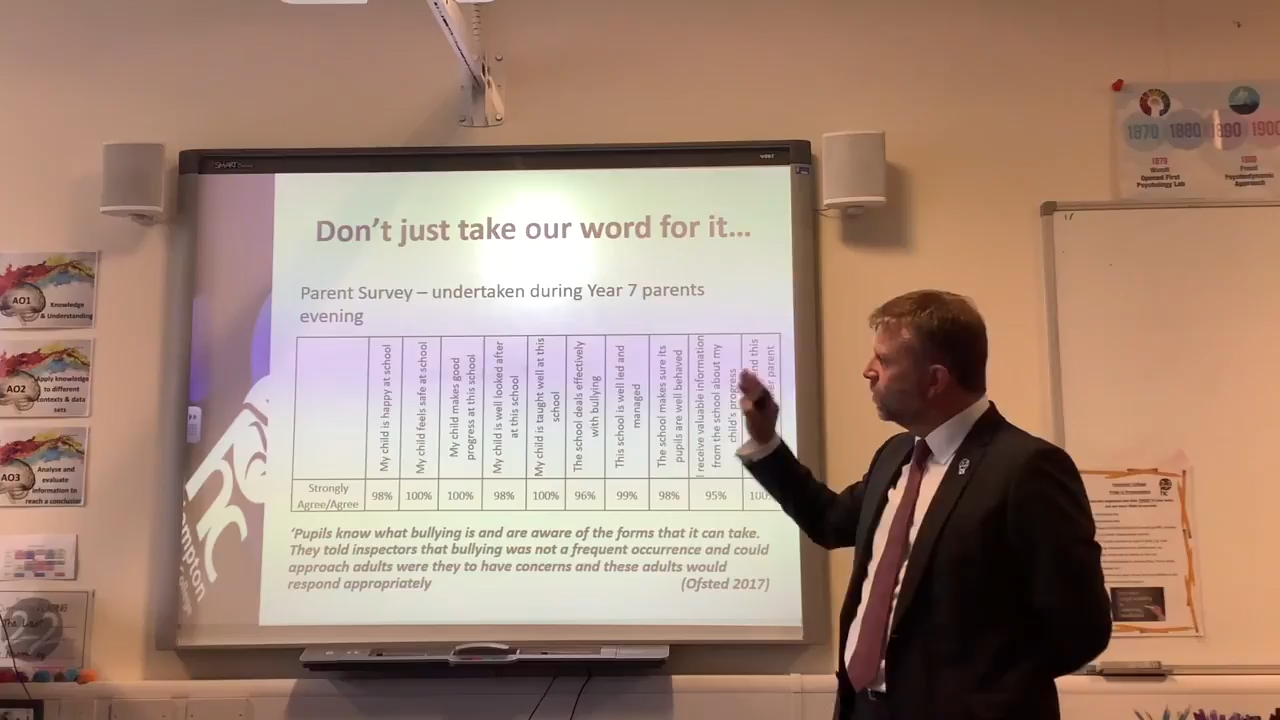 SMART
Don't just take our word for it...
Parent Survey – undertaken during Year 7 parents
evening
My child is happy at school
My child feels safe at school
My child makes good
progress at this school
My child is well looked after
at this school
My child is taught well at this
school
The school deals effectively
with bullying
This school is well led and
managed
The school makes sure its
pupils are well behaved
I receive valuable information
from the school about my
child's progress
this
parent
Strongly
Agree/Agree
98%
100%
100%
98%
100%
96%
99%
98%
95%
100
'Pupils know what bullying is and are aware of the forms that it can take.
They told inspectors that bullying was not a frequent occurrence and could
approach adults were they to have concerns and these adults would
respond appropriately (Ofsted 2017)
AO1
Knowledge
& Understanding
AO2
Apply knowledge
to different
contexts & data
sets
AO3
Analyse and
evaluate
information to
reach a conclusion
1870 1880 1890 1900
1879
Wundt
Opened First
Psychology Lab
Freud
Psychodynamic
Approach